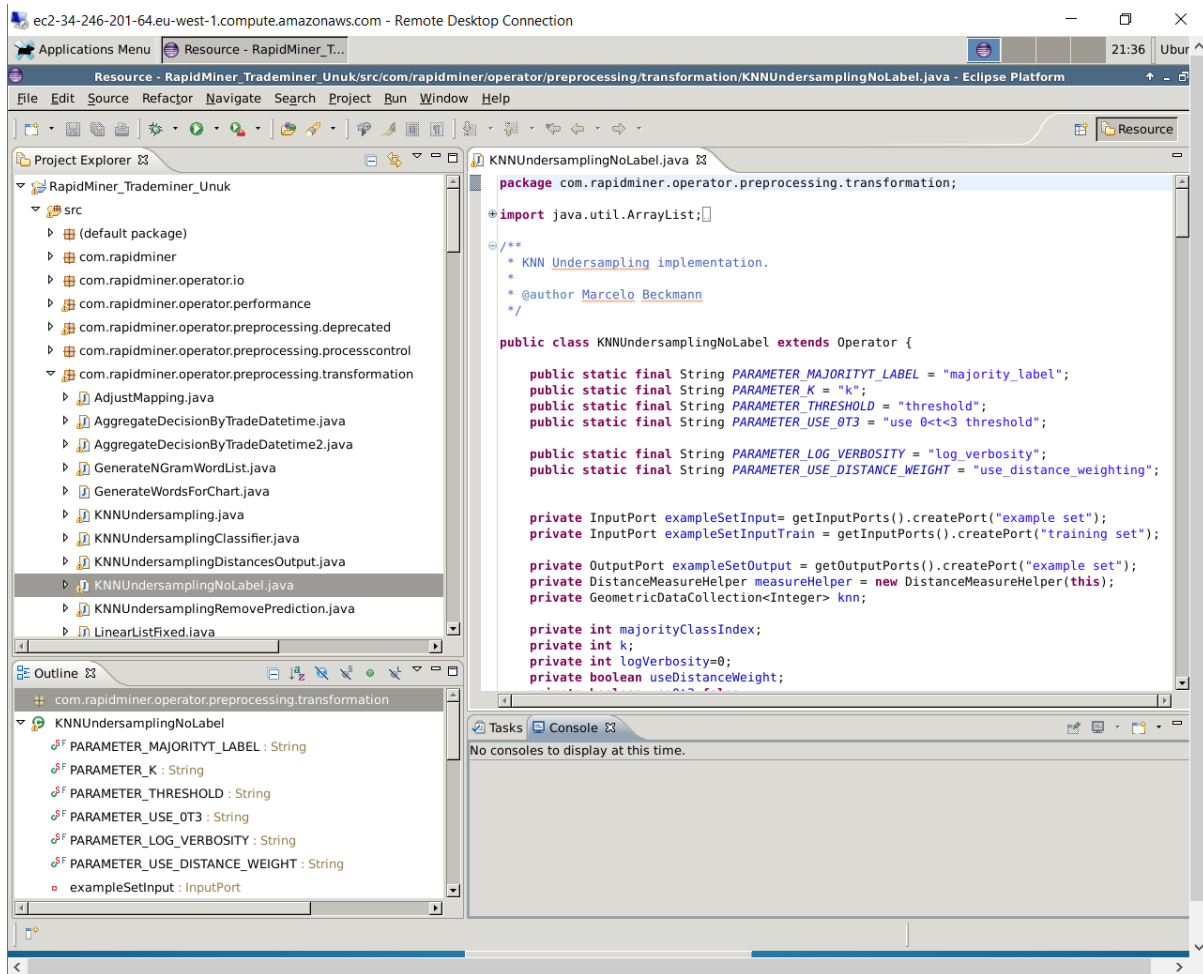 ec2-34-246-201-64.eu-west-1.compute.amazonaws.com - Remote Desktop Connection
Applications Menu
Resource - RapidMiner_T...
21:36
Ubur
Resource - RapidMiner_Trademiner_Unuk/src/com/rapidminer/operator/preprocessing/transformation/KNNUndersamplingNoLabel.java - Eclipse Platform
File Edit Source Refactor Navigate Search Project Run Window Help
Resource
Project Explorer
RapidMiner_Trademiner_Unuk
src
(default package)
com.rapidminer
com.rapidminer.operator.io
com.rapidminer.operator.performance
com.rapidminer.operator.preprocessing.deprecated
com.rapidminer.operator.preprocessing.processcontrol
com.rapidminer.operator.preprocessing.transformation
AdjustMapping.java
AggregateDecisionByTradeDatetime.java
AggregateDecisionByTradeDatetime2.java
GenerateNGramWordList.java
GenerateWordsForChart.java
KNNUndersampling.java
KNNUndersamplingClassifier.java
KNNUndersamplingDistancesOutput.java
KNNUndersamplingNoLabel.java
KNNUndersamplingRemovePrediction.java
LinearListFixed.java
Outline
com.rapidminer.operator.preprocessing.transformation
KNNUndersamplingNoLabel
PARAMETER_MAJORITYT_LABEL : String
PARAMETER_K : String
PARAMETER_THRESHOLD : String
PARAMETER_USE_0T3 : String
PARAMETER_LOG_VERBOSITY : String
PARAMETER_USE_DISTANCE_WEIGHT : String
exampleSetInput : InputPort
KNNUndersamplingNoLabel.java
package com.rapidminer.operator.preprocessing.transformation;
import java.util.ArrayList;
/**
* KNN Undersampling implementation.
*
* @author Marcelo Beckmann
*/
public class KNNUndersamplingNoLabel extends Operator {
public static final String PARAMETER_MAJORITYT_LABEL = "majority_label";
public static final String PARAMETER_K = "k";
public static final String PARAMETER_THRESHOLD = "threshold";
public static final String PARAMETER_USE_0T3 = "use 0<t<3 threshold";
public static final String PARAMETER_LOG_VERBOSITY = "log_verbosity";
public static final String PARAMETER_USE_DISTANCE_WEIGHT = "use_distance_weighting";
private InputPort exampleSetInput= getInputPorts().createPort("example set");
private InputPort exampleSetInputTrain = getInputPorts().createPort("training set");
private OutputPort exampleSetOutput = getOutputPorts().createPort("example set");
private DistanceMeasureHelper measureHelper = new DistanceMeasureHelper(this);
private GeometricDataCollection<Integer> knn;
private int majorityClassIndex;
private int k;
private int logVerbosity=0;
private boolean useDistanceWeight;
Tasks
Console
No consoles to display at this time.